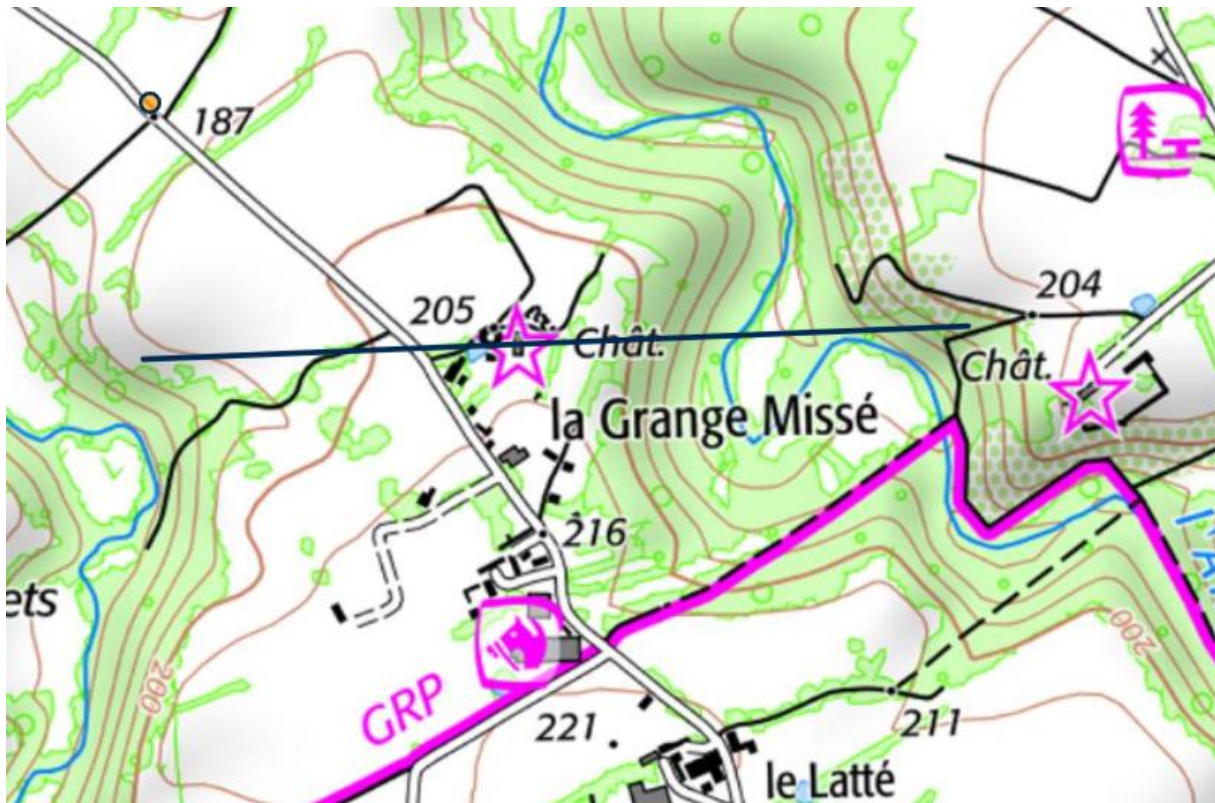 187
204
205
Chât.
Chât.
la Grange Missé
216
ets
200
200
GRP
221
211
le Latté